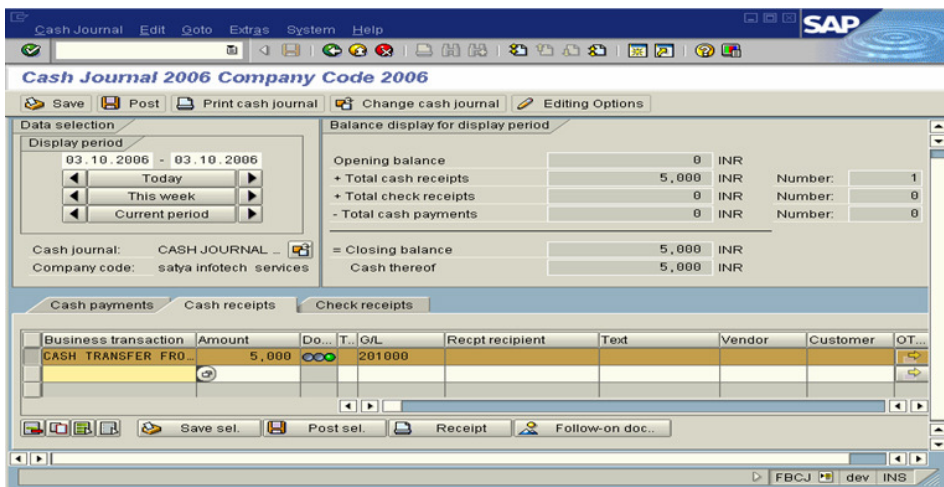 Cash Journal Edit Goto Extras System Help
SAP
Cash Journal 2006 Company Code 2006
Save Post Print cash journal Change cash journal Editing Options
Data selection
Balance display for display period
Display period
03.10.2006 - 03.10.2006
Today
This week
Current period
Opening balance 0 INR
+ Total cash receipts 5,000 INR Number: 1
+ Total check receipts 0 INR Number: 0
- Total cash payments 0 INR Number: 0
Cash journal: CASH JOURNAL ..
= Closing balance 5,000 INR
Company code: satya infotech services
Cash thereof 5,000 INR
Cash payments Cash receipts Check receipts
Business transaction Amount Do... T.. G/L Recpt recipient Text Vendor Customer OT...
CASH TRANSFER FRO.. 5,000 201000
Save sel. Post sel. Receipt Follow-on doc..
FBCJ dev INS